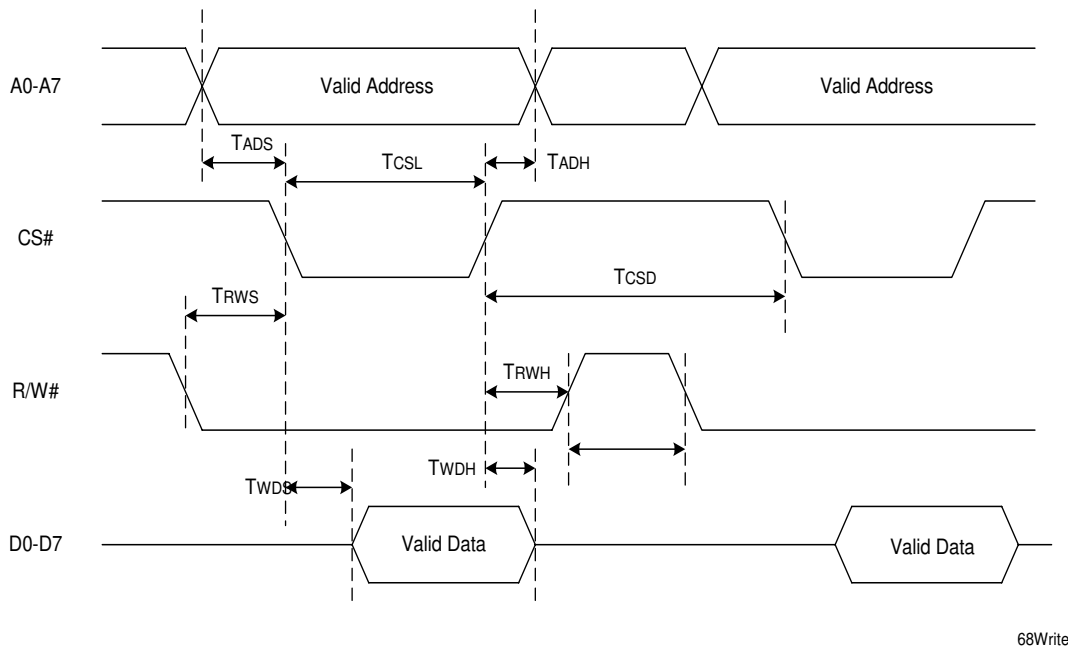 A0-A7
Valid Address
Valid Address
TADS
TCSL
TADH
CS#
TCSD
TRWS
R/W#
TRWH
TWDH
TWDS
D0-D7
Valid Data
Valid Data
68Write